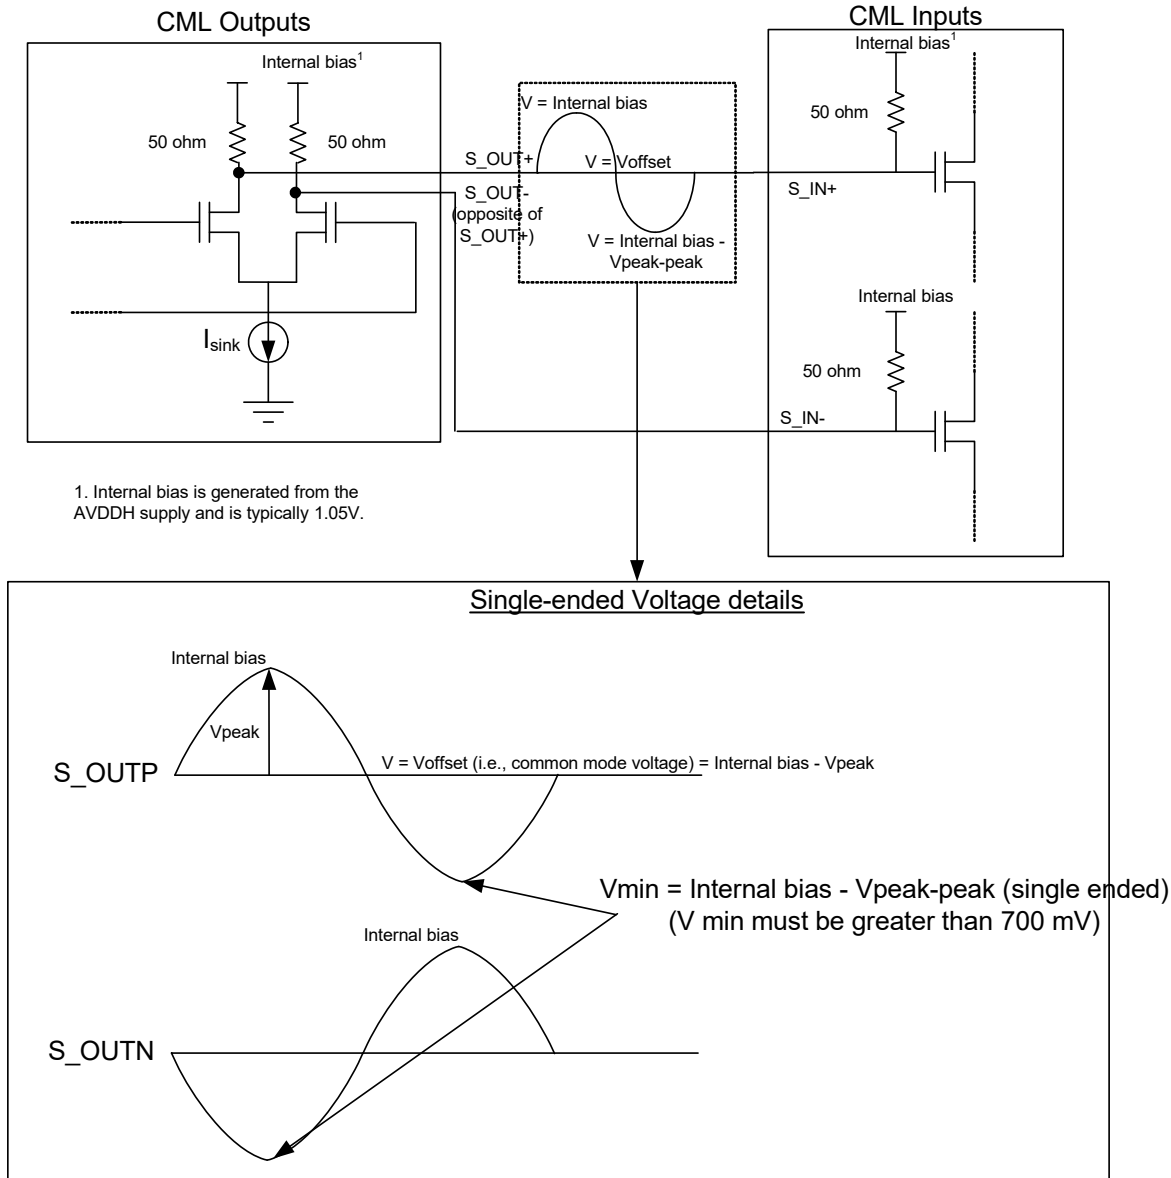 CML Outputs
CML Inputs
Internal bias1
Internal bias1
50 ohm
50 ohm
50 ohm
V = Internal bias
S_OUT+
V = Voffset
S_OUT-
(opposite of
S_OUT+)
V = Internal bias -
Vpeak-peak
S_IN+
Internal bias
50 ohm
S_IN-
Isink
1. Internal bias is generated from the
AVDDH supply and is typically 1.05V.
Single-ended Voltage details
Internal bias
Vpeak
S_OUTP
V = Voffset (i.e., common mode voltage) = Internal bias - Vpeak
Vmin = Internal bias - Vpeak-peak (single ended)
(V min must be greater than 700 mV)
Internal bias
S_OUTN